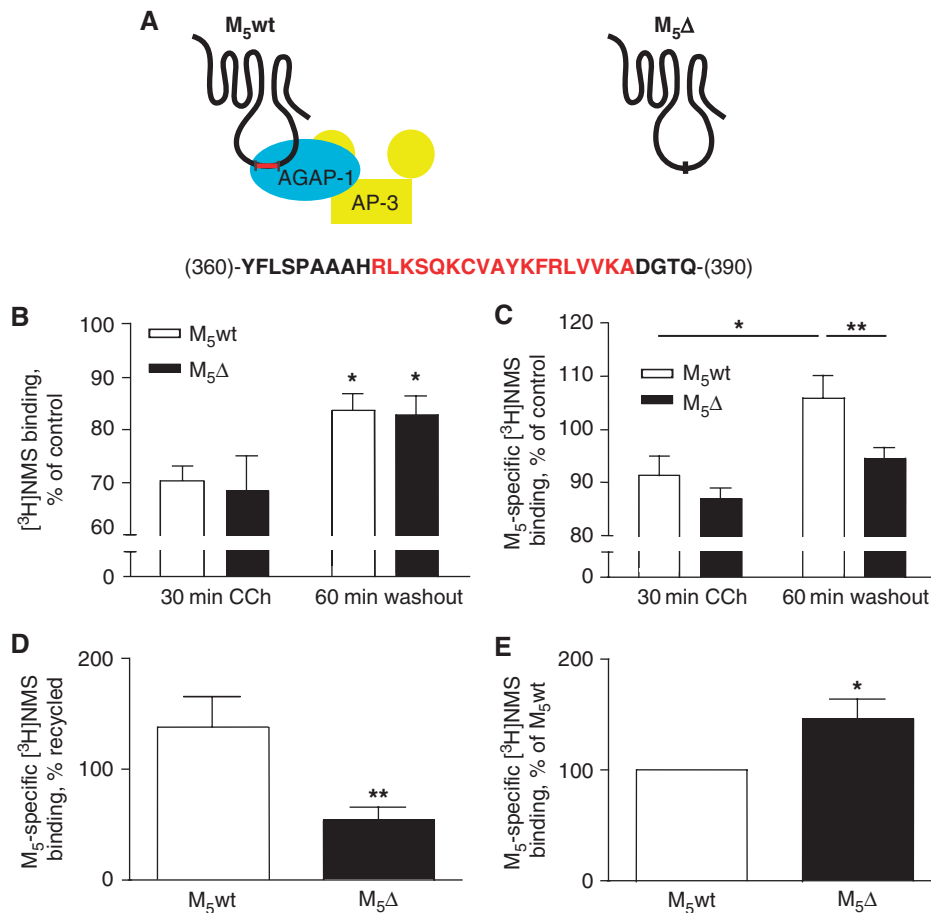 A
M₅wt
M₅Δ
AGAP-1
AP-3
(360)-YFLSPAAAHRLKSQKCVAYKFRLVVKADGTQ-(390)
B
[³H]NMS binding,
% of control
100
90
80
70
60
0
M₅wt
M₅Δ
*
*
30 min CCh
60 min washout
C
M₅-specific [³H]NMS
binding, % of control
120
110
100
90
80
0
*
**
M₅wt
M₅Δ
30 min CCh
60 min washout
D
M₅-specific [³H]NMS
binding, % recycled
200
100
0
**
M₅wt
M₅Δ
E
M₅-specific [³H]NMS
binding, % of M₅wt
200
100
0
*
M₅wt
M₅Δ